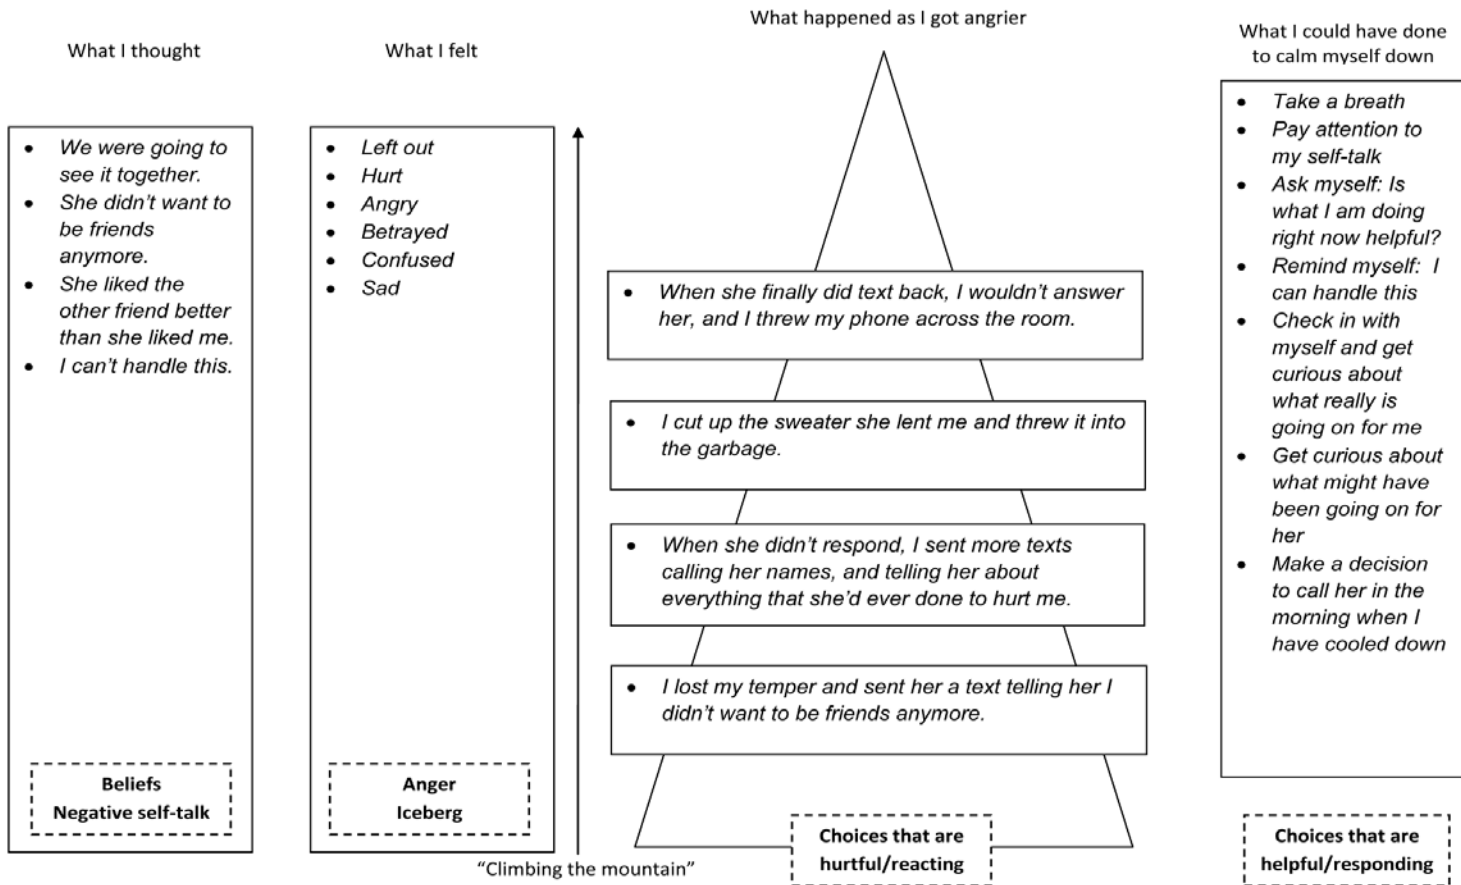 What I thought
• We were going to
see it together.
• She didn’t want to
be friends
anymore.
• She liked the
other friend better
than she liked me.
• I can’t handle this.
Beliefs
Negative self-talk
What I felt
• Left out
• Hurt
• Angry
• Betrayed
• Confused
• Sad
Anger
Iceberg
“Climbing the mountain”
What happened as I got angrier
• When she finally did text back, I wouldn’t answer
her, and I threw my phone across the room.
• I cut up the sweater she lent me and threw it into
the garbage.
• When she didn’t respond, I sent more texts
calling her names, and telling her about
everything that she’d ever done to hurt me.
• I lost my temper and sent her a text telling her I
didn’t want to be friends anymore.
Choices that are
hurtful/reacting
What I could have done
to calm myself down
• Take a breath
• Pay attention to
my self-talk
• Ask myself: Is
what I am doing
right now helpful?
• Remind myself: I
can handle this
• Check in with
myself and get
curious about
what really is
going on for me
• Get curious about
what might have
been going on for
her
• Make a decision
to call her in the
morning when I
have cooled down
Choices that are
helpful/responding